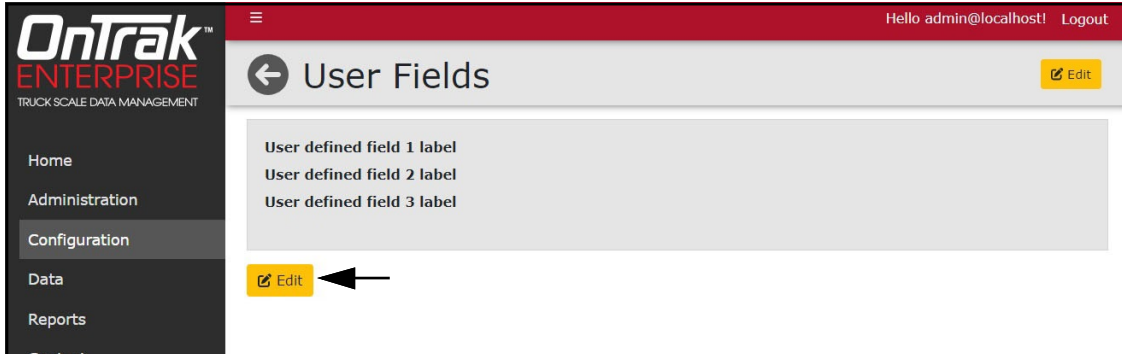 OnTrak™
ENTERPRISE
TRUCK SCALE DATA MANAGEMENT
Home
Administration
Configuration
Data
Reports
☰
Hello admin@localhost! Logout
User Fields
Edit
User defined field 1 label
User defined field 2 label
User defined field 3 label
Edit